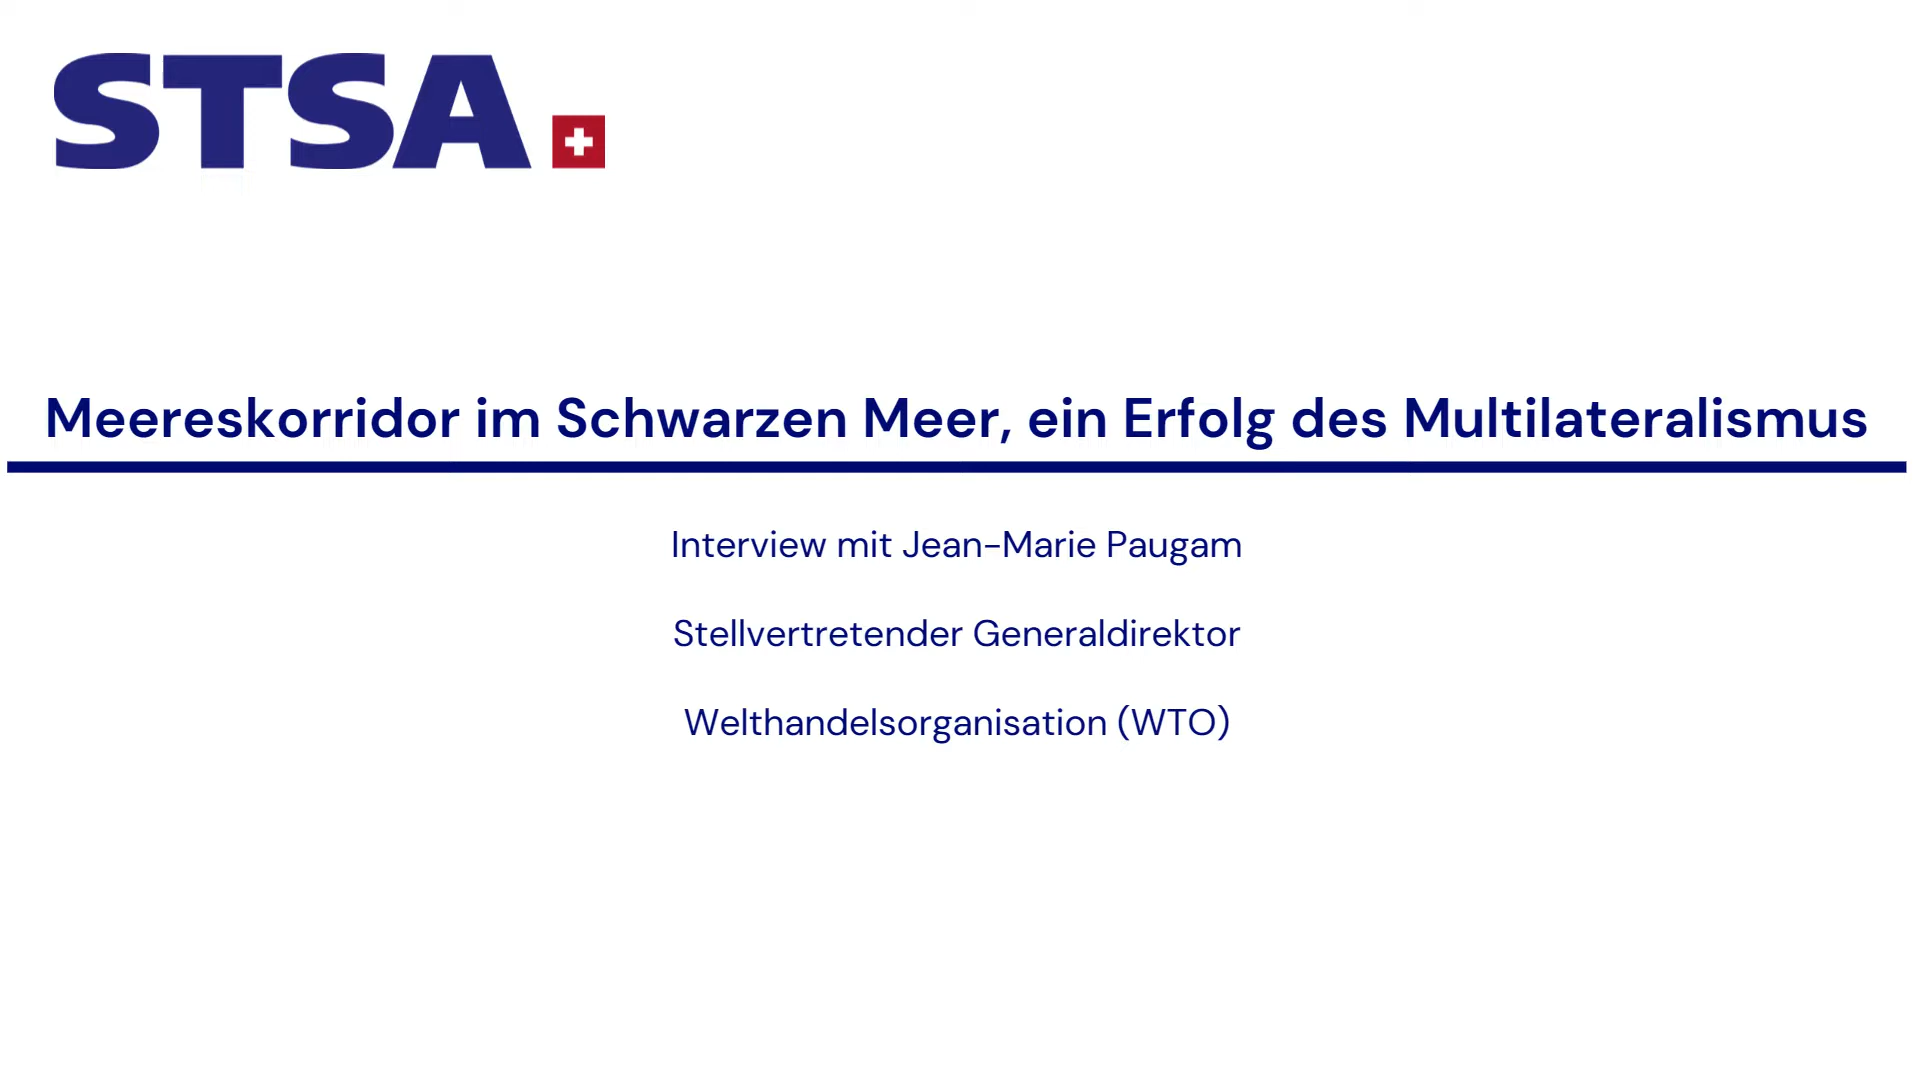 STSA
Meereskorridor im Schwarzen Meer, ein Erfolg des Multilateralismus
Interview mit Jean-Marie Paugam
Stellvertretender Generaldirektor
Welthandelsorganisation (WTO)